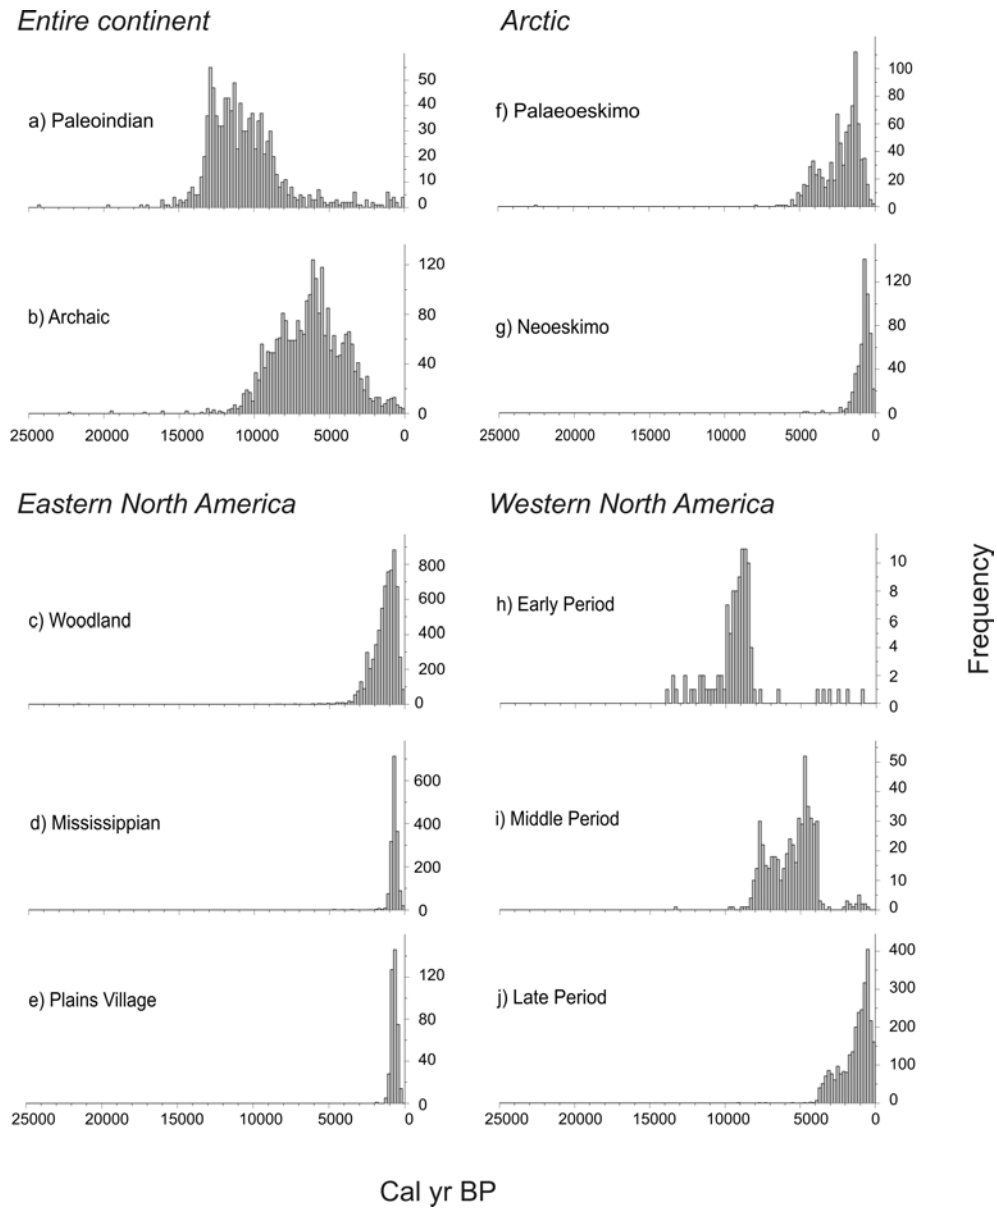 Entire continent
a) Paleoindian
50
40
30
20
10
0
b) Archaic
120
80
40
0
25000 20000 15000 10000 5000 0
Arctic
f) Palaeoeskimo
100
80
60
40
20
0
g) Neoeskimo
120
80
40
0
25000 20000 15000 10000 5000 0
Eastern North America
c) Woodland
800
600
400
200
0
d) Mississippian
600
400
200
0
e) Plains Village
120
80
40
0
25000 20000 15000 10000 5000 0
Western North America
h) Early Period
10
8
6
4
2
0
i) Middle Period
50
40
30
20
10
0
j) Late Period
400
300
200
100
0
25000 20000 15000 10000 5000 0
Frequency
Cal yr BP